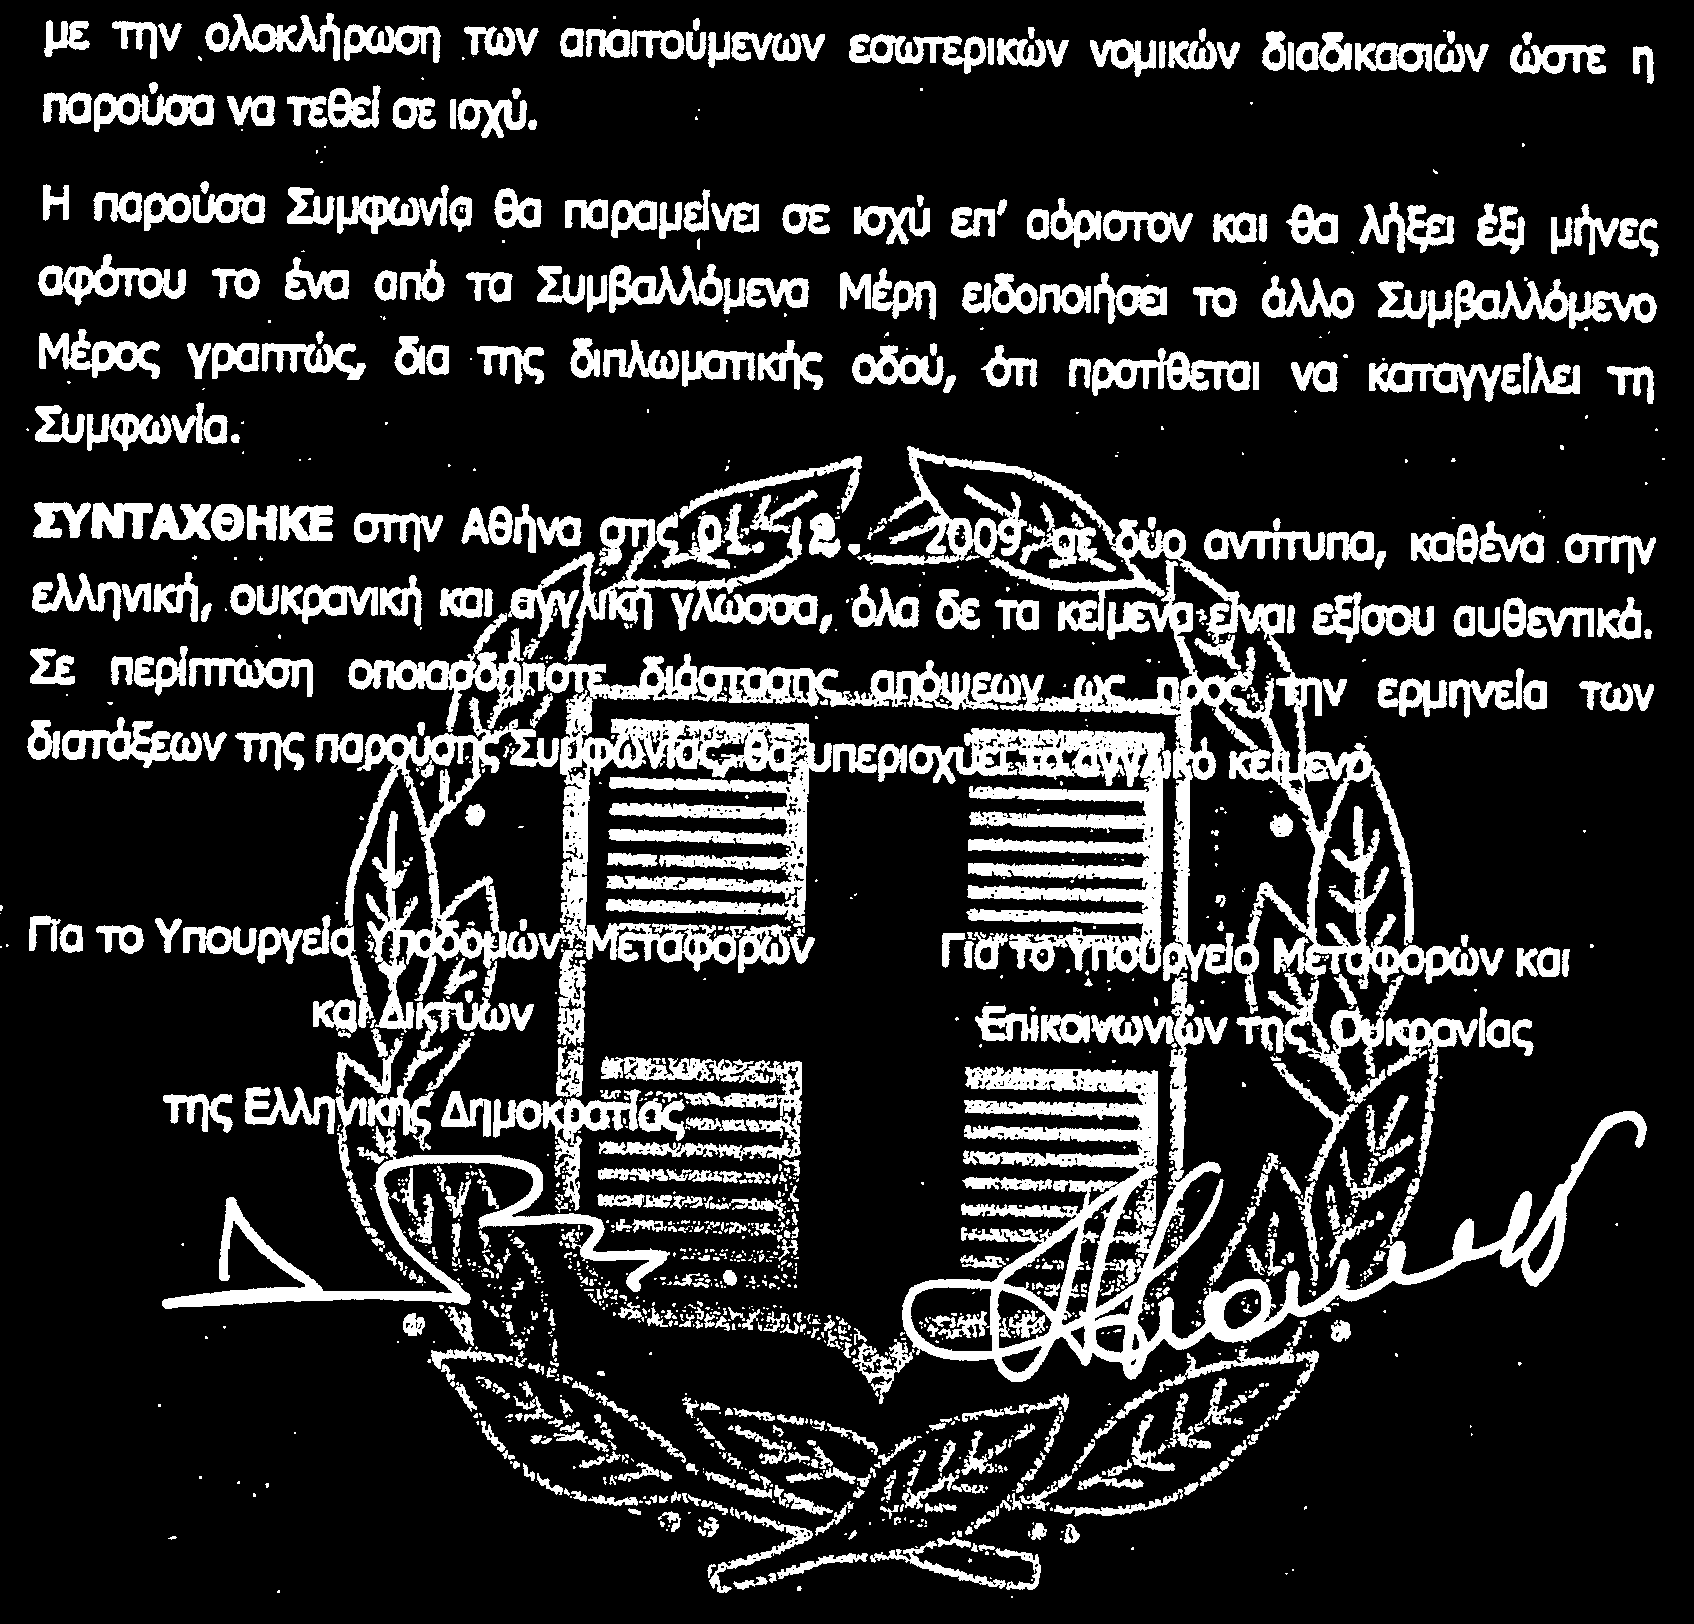 με την ολοκλήρωση των απαιτούμενων εσωτερικών νομικών διαδικασιών ώστε η
παρούσα να τεθεί σε ισχύ.
Η παρούσα Συμφωνία θα παραμείνει σε ισχύ επ' αόριστον και θα λήξει έξι μήνες
αφότου το ένα από τα Συμβαλλόμενα Μέρη ειδοποιήσει το άλλο Συμβαλλόμενο
Μέρος γραπτώς, δια της διπλωματικής οδού, ότι προτίθεται να καταγγείλει τη
Συμφωνία.
ΣΥΝΤΑΧΘΗΚΕ στην Αθήνα στις 01. 12. 2009, σε δύο αντίτυπα, καθένα στην
ελληνική, ουκρανική και αγγλική γλώσσα, όλα δε τα κείμενα είναι εξίσου αυθεντικά.
Σε περίπτωση οποιασδήποτε διάστασης απόψεων ως προς την ερμηνεία των
διατάξεων της παρούσης Συμφωνίας, θα υπερισχύει το αγγλικό κείμενο
Για το Υπουργείο Υποδομών Μεταφορών
και Δικτύων
της Ελληνικής Δημοκρατίας
Για το Υπουργείο Μεταφορών και
Επικοινωνιών της Ουκρανίας